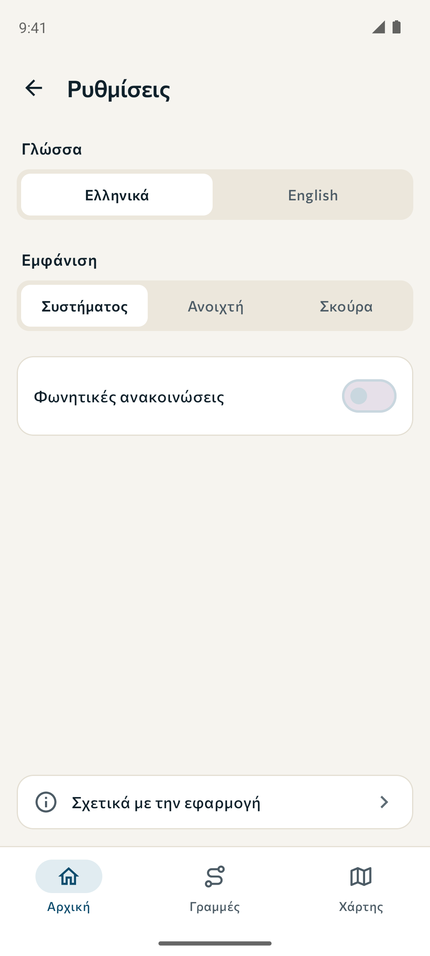 9:41
Ρυθμίσεις
Γλώσσα
Ελληνικά English
Εμφάνιση
Συστήματος Ανοιχτή Σκούρα
Φωνητικές ανακοινώσεις
Σχετικά με την εφαρμογή
Αρχική Γραμμές Χάρτης